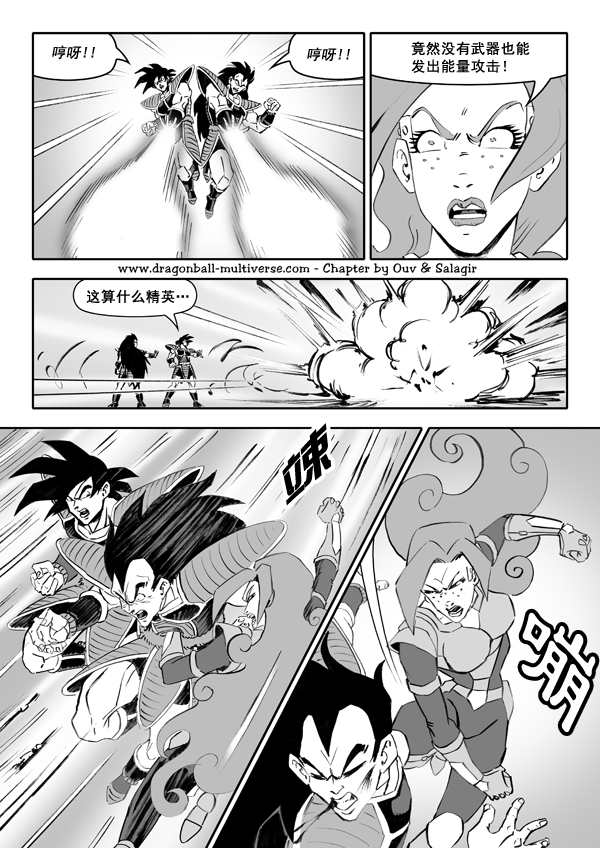 哼呀！！
哼呀！！
竟然没有武器也能
发出能量攻击！
www.dragonball-multiverse.com - Chapter by Ouv & Salagir
这算什么精英…
竦
嘣